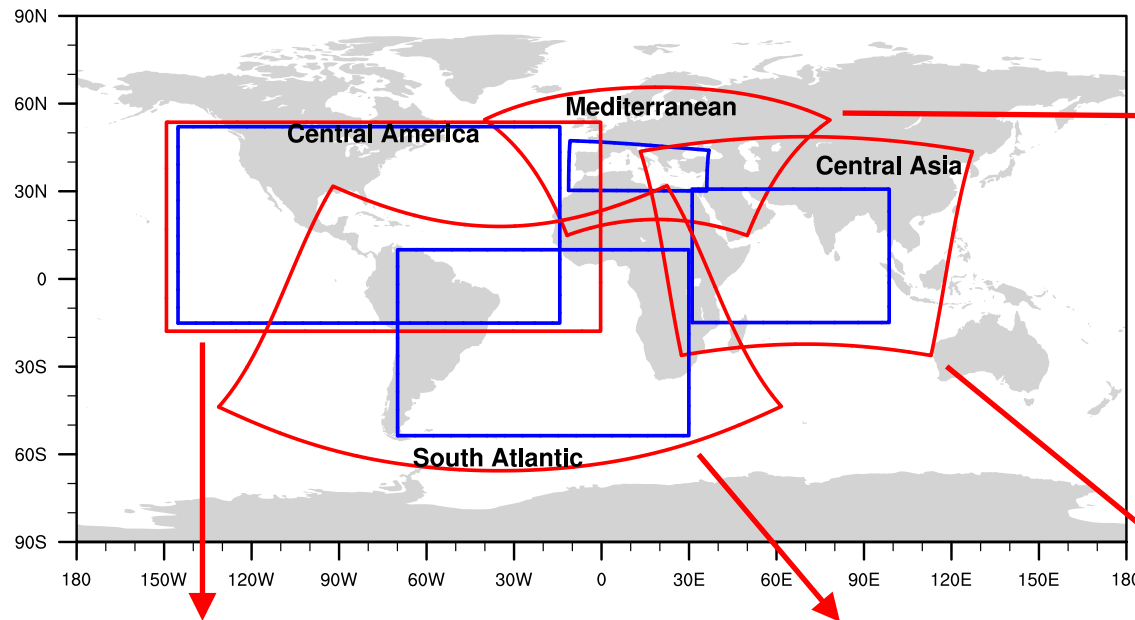 90N
60N
30N
0
30S
60S
90S
Mediterranean
Central America
Central Asia
South Atlantic
180 150W 120W 90W 60W 30W 0 30E 60E 90E 120E 150E 180